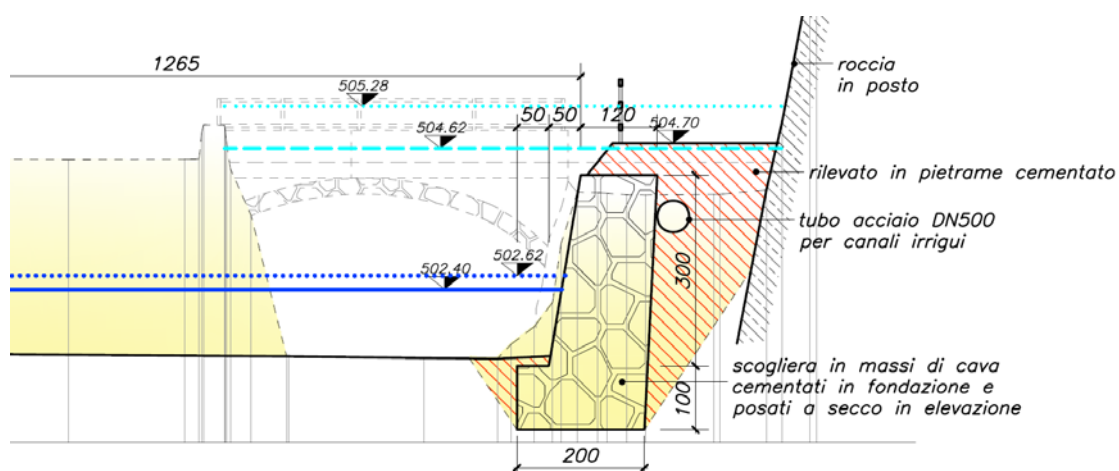 1265
505.28
50 50 120
504.62
504.70
roccia
in posto
rilevato in pietrame cementato
tubo acciaio DN500
per canali irrigui
502.62
502.40
300
scogliera in massi di cava
cementati in fondazione e
posati a secco in elevazione
100
200